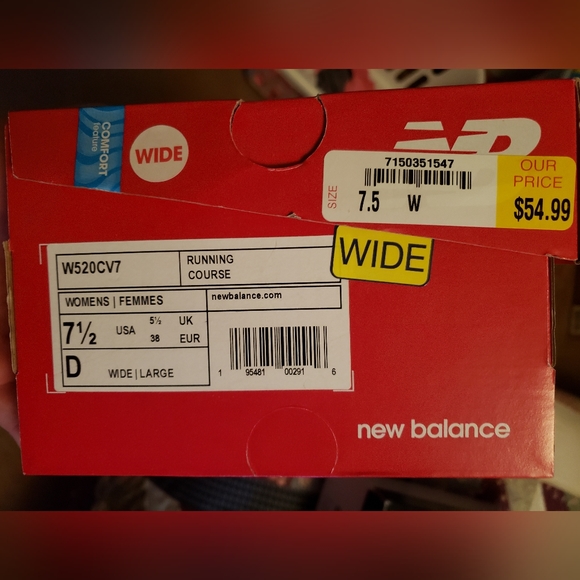 COMFORT
feature
WIDE
7150351547
SIZE
7.5 W
OUR
PRICE
$54.99
WIDE
W520CV7
RUNNING
COURSE
WOMENS | FEMMES
newbalance.com
7½ USA 5½ UK
38 EUR
D WIDE | LARGE
1 95481 00291 6
new balance